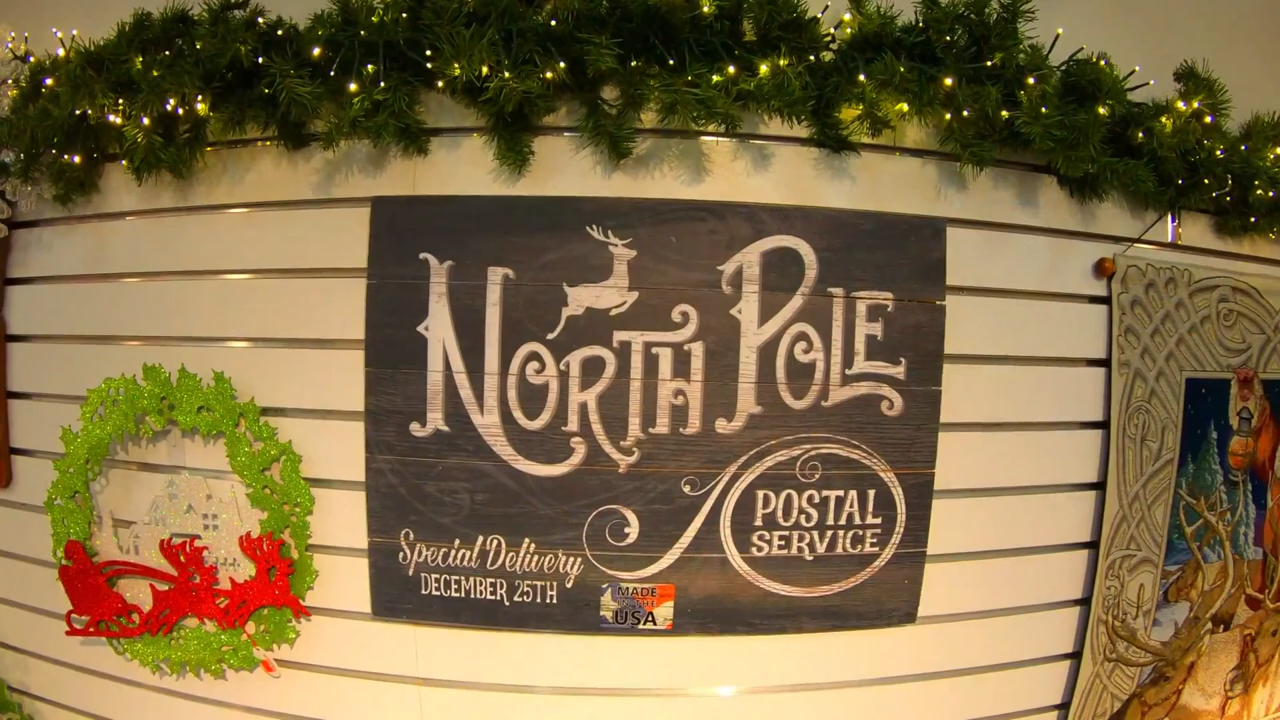 NORTH POLE
POSTAL
SERVICE
Special Delivery
DECEMBER 25TH
MADE
IN THE
USA